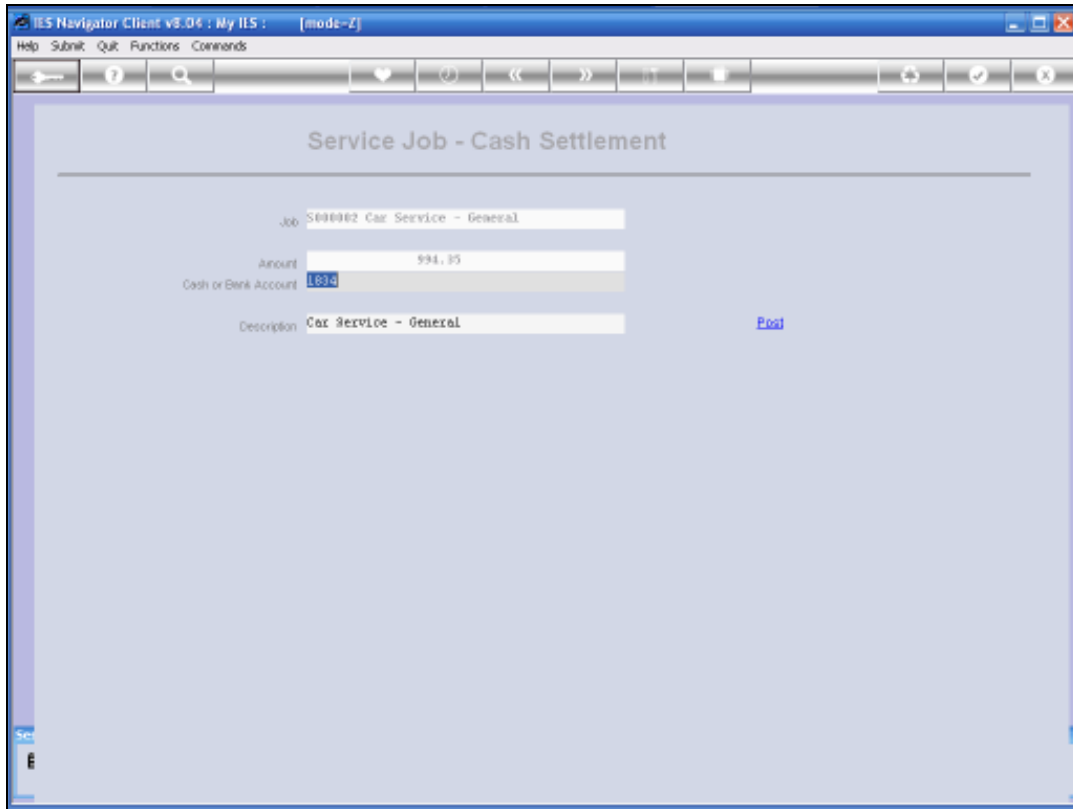 IES Navigator Client v8.04 : My IES : [mode=Z]
Help Submit Quit Functions Commands
Service Job - Cash Settlement
Job S000002 Car Service - General
Amount 994.35
Cash or Bank Account 1834
Description Car Service - General Post